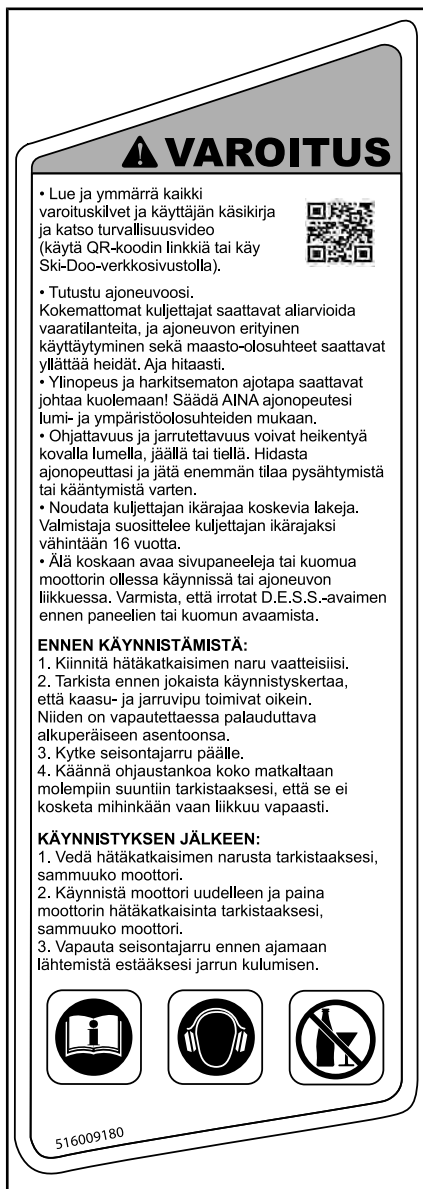 VAROITUS
• Lue ja ymmärrä kaikki
varoituskilvet ja käyttäjän käsikirja
ja katso turvallisuusvideo
(käytä QR-koodin linkkiä tai käy
Ski-Doo-verkkosivustolla).
• Tutustu ajoneuvoosi.
Kokemattomat kuljettajat saattavat aliarvioida
vaaratilanteita, ja ajoneuvon erityinen
käyttäytyminen sekä maasto-olosuhteet saattavat
yllättää heidät. Aja hitaasti.
• Ylinopeus ja harkitsematon ajotapa saattavat
johtaa kuolemaan! Säädä AINA ajonopeutesi
lumi- ja ympäristöolosuhteiden mukaan.
• Ohjattavuus ja jarrutettavuus voivat heikentyä
kovalla lumella, jäällä tai tiellä. Hidasta
ajonopeuttasi ja jätä enemmän tilaa pysähtymistä
tai kääntymistä varten.
• Noudata kuljettajan ikärajaa koskevia lakeja.
Valmistaja suosittelee kuljettajan ikärajaksi
vähintään 16 vuotta.
• Älä koskaan avaa sivupaneeleja tai kuomua
moottorin ollessa käynnissä tai ajoneuvon
liikkuessa. Varmista, että irrotat D.E.S.S.-avaimen
ennen paneelien tai kuomun avaamista.
ENNEN KÄYNNISTÄMISTÄ:
1. Kiinnitä hätäkatkaisimen naru vaatteisiisi.
2. Tarkista ennen jokaista käynnistyskertaa,
että kaasu- ja jarruvipu toimivat oikein.
Niiden on vapautettaessa palauduttava
alkuperäiseen asentoonsa.
3. Kytke seisontajarru päälle.
4. Käännä ohjaustankoa koko matkaltaan
molempiin suuntiin tarkistaaksesi, että se ei
kosketa mihinkään vaan liikkuu vapaasti.
KÄYNNISTYKSEN JÄLKEEN:
1. Vedä hätäkatkaisimen narusta tarkistaaksesi,
sammuuko moottori.
2. Käynnistä moottori uudelleen ja paina
moottorin hätäkatkaisinta tarkistaaksesi,
sammuuko moottori.
3. Vapauta seisontajarru ennen ajamaan
lähtemistä estääksesi jarrun kulumisen.
516009180